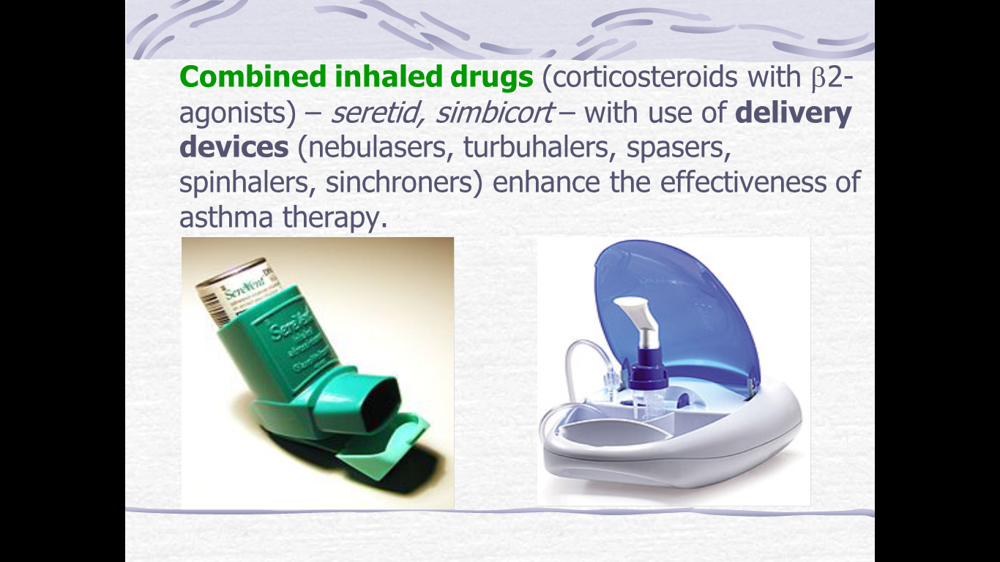 Combined inhaled drugs (corticosteroids with β2-
agonists) – seretid, simbicort – with use of delivery
devices (nebulasers, turbuhalers, spasers,
spinhalers, sinchroners) enhance the effectiveness of
asthma therapy.
SereVent
SereVent